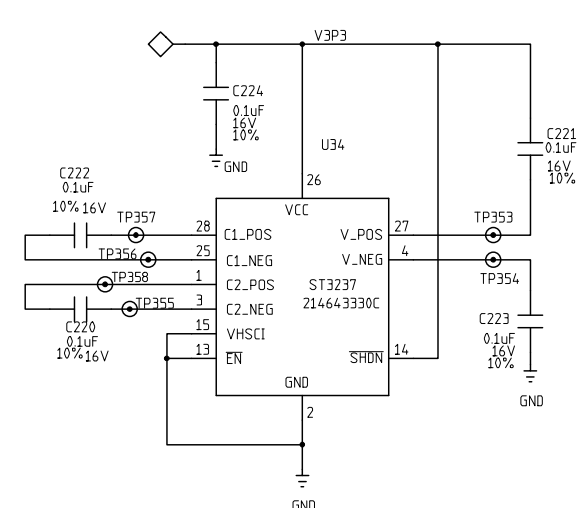 V3P3
C224
0.1uF
16V
10%
GND
U34
C221
0.1uF
16V
10%
C222
0.1uF
10% 16V
26
VCC
TP357
28
C1_POS
V_POS
27
TP353
TP356
25
C1_NEG
V_NEG
4
TP354
TP358
1
C2_POS
ST3237
214643330C
TP355
3
C2_NEG
C220
0.1uF
10% 16V
C223
0.1uF
16V
10%
GND
15
VHSCI
13
EN
SHDN
14
GND
2
GND